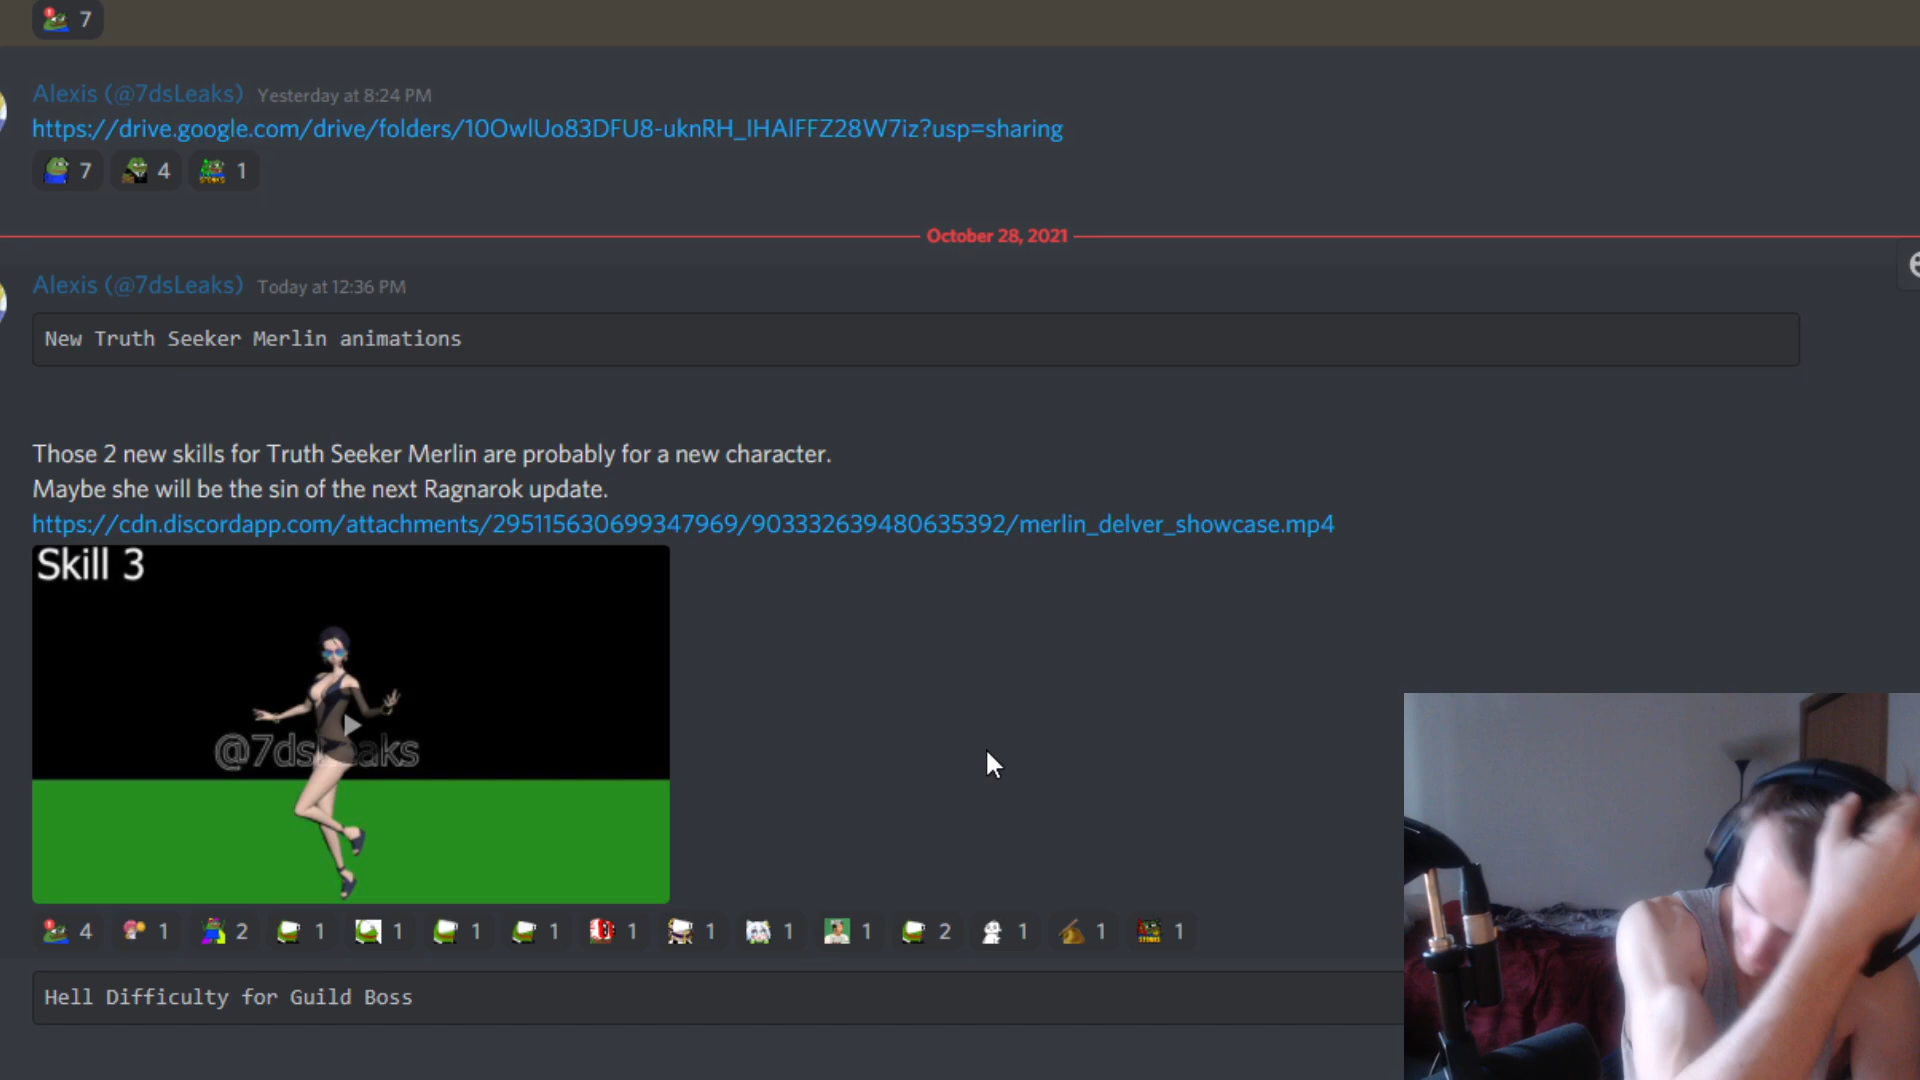 7
Alexis (@7dsLeaks) Yesterday at 8:24 PM
https://drive.google.com/drive/folders/10OwlUo83DFU8-uknRH_IHAlFFZ28W7iz?usp=sharing
7 4 1
October 28, 2021
Alexis (@7dsLeaks) Today at 12:36 PM
New Truth Seeker Merlin animations
Those 2 new skills for Truth Seeker Merlin are probably for a new character.
Maybe she will be the sin of the next Ragnarok update.
https://cdn.discordapp.com/attachments/295115630699347969/903332639480635392/merlin_delver_showcase.mp4
Skill 3
@7dsLeaks
4 1 2 1 1 1 1 1 1 1 1 2 1 1 1
Hell Difficulty for Guild Boss